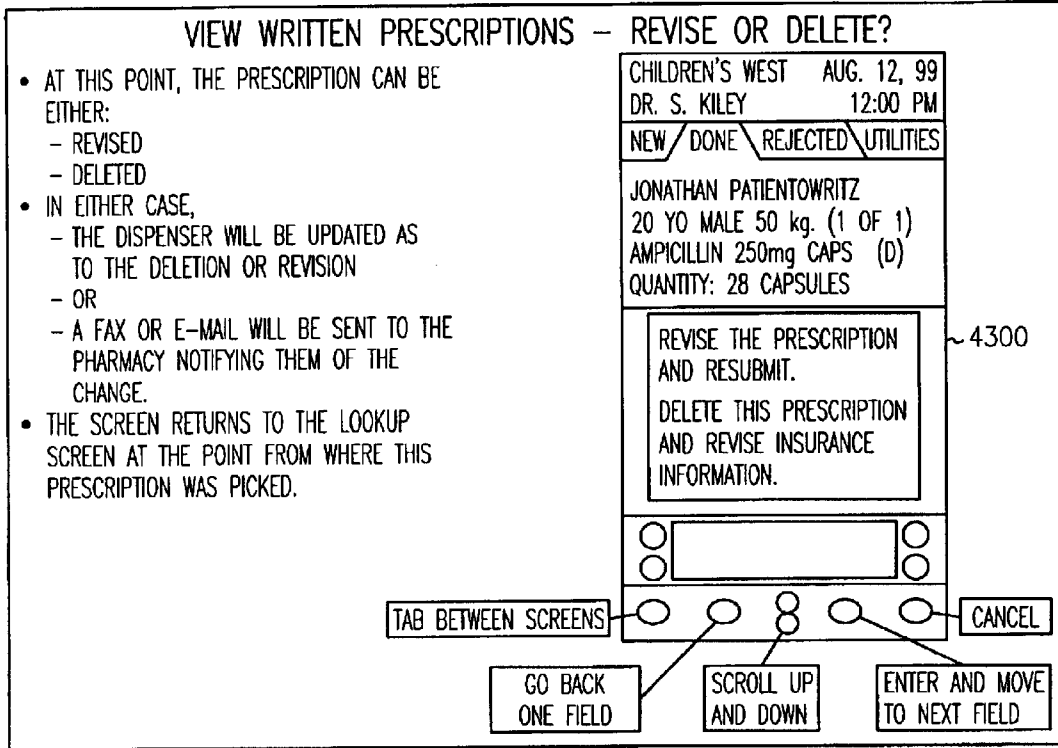 VIEW WRITTEN PRESCRIPTIONS – REVISE OR DELETE?
• AT THIS POINT, THE PRESCRIPTION CAN BE
EITHER:
– REVISED
– DELETED
• IN EITHER CASE,
– THE DISPENSER WILL BE UPDATED AS
TO THE DELETION OR REVISION
– OR
– A FAX OR E-MAIL WILL BE SENT TO THE
PHARMACY NOTIFYING THEM OF THE
CHANGE.
• THE SCREEN RETURNS TO THE LOOKUP
SCREEN AT THE POINT FROM WHERE THIS
PRESCRIPTION WAS PICKED.
CHILDREN'S WEST AUG. 12, 99
DR. S. KILEY 12:00 PM
NEW DONE REJECTED UTILITIES
JONATHAN PATIENTOWRITZ
20 YO MALE 50 kg. (1 OF 1)
AMPICILLIN 250mg CAPS (D)
QUANTITY: 28 CAPSULES
REVISE THE PRESCRIPTION
AND RESUBMIT.
DELETE THIS PRESCRIPTION
AND REVISE INSURANCE
INFORMATION.
4300
TAB BETWEEN SCREENS
CANCEL
GO BACK
ONE FIELD
SCROLL UP
AND DOWN
ENTER AND MOVE
TO NEXT FIELD